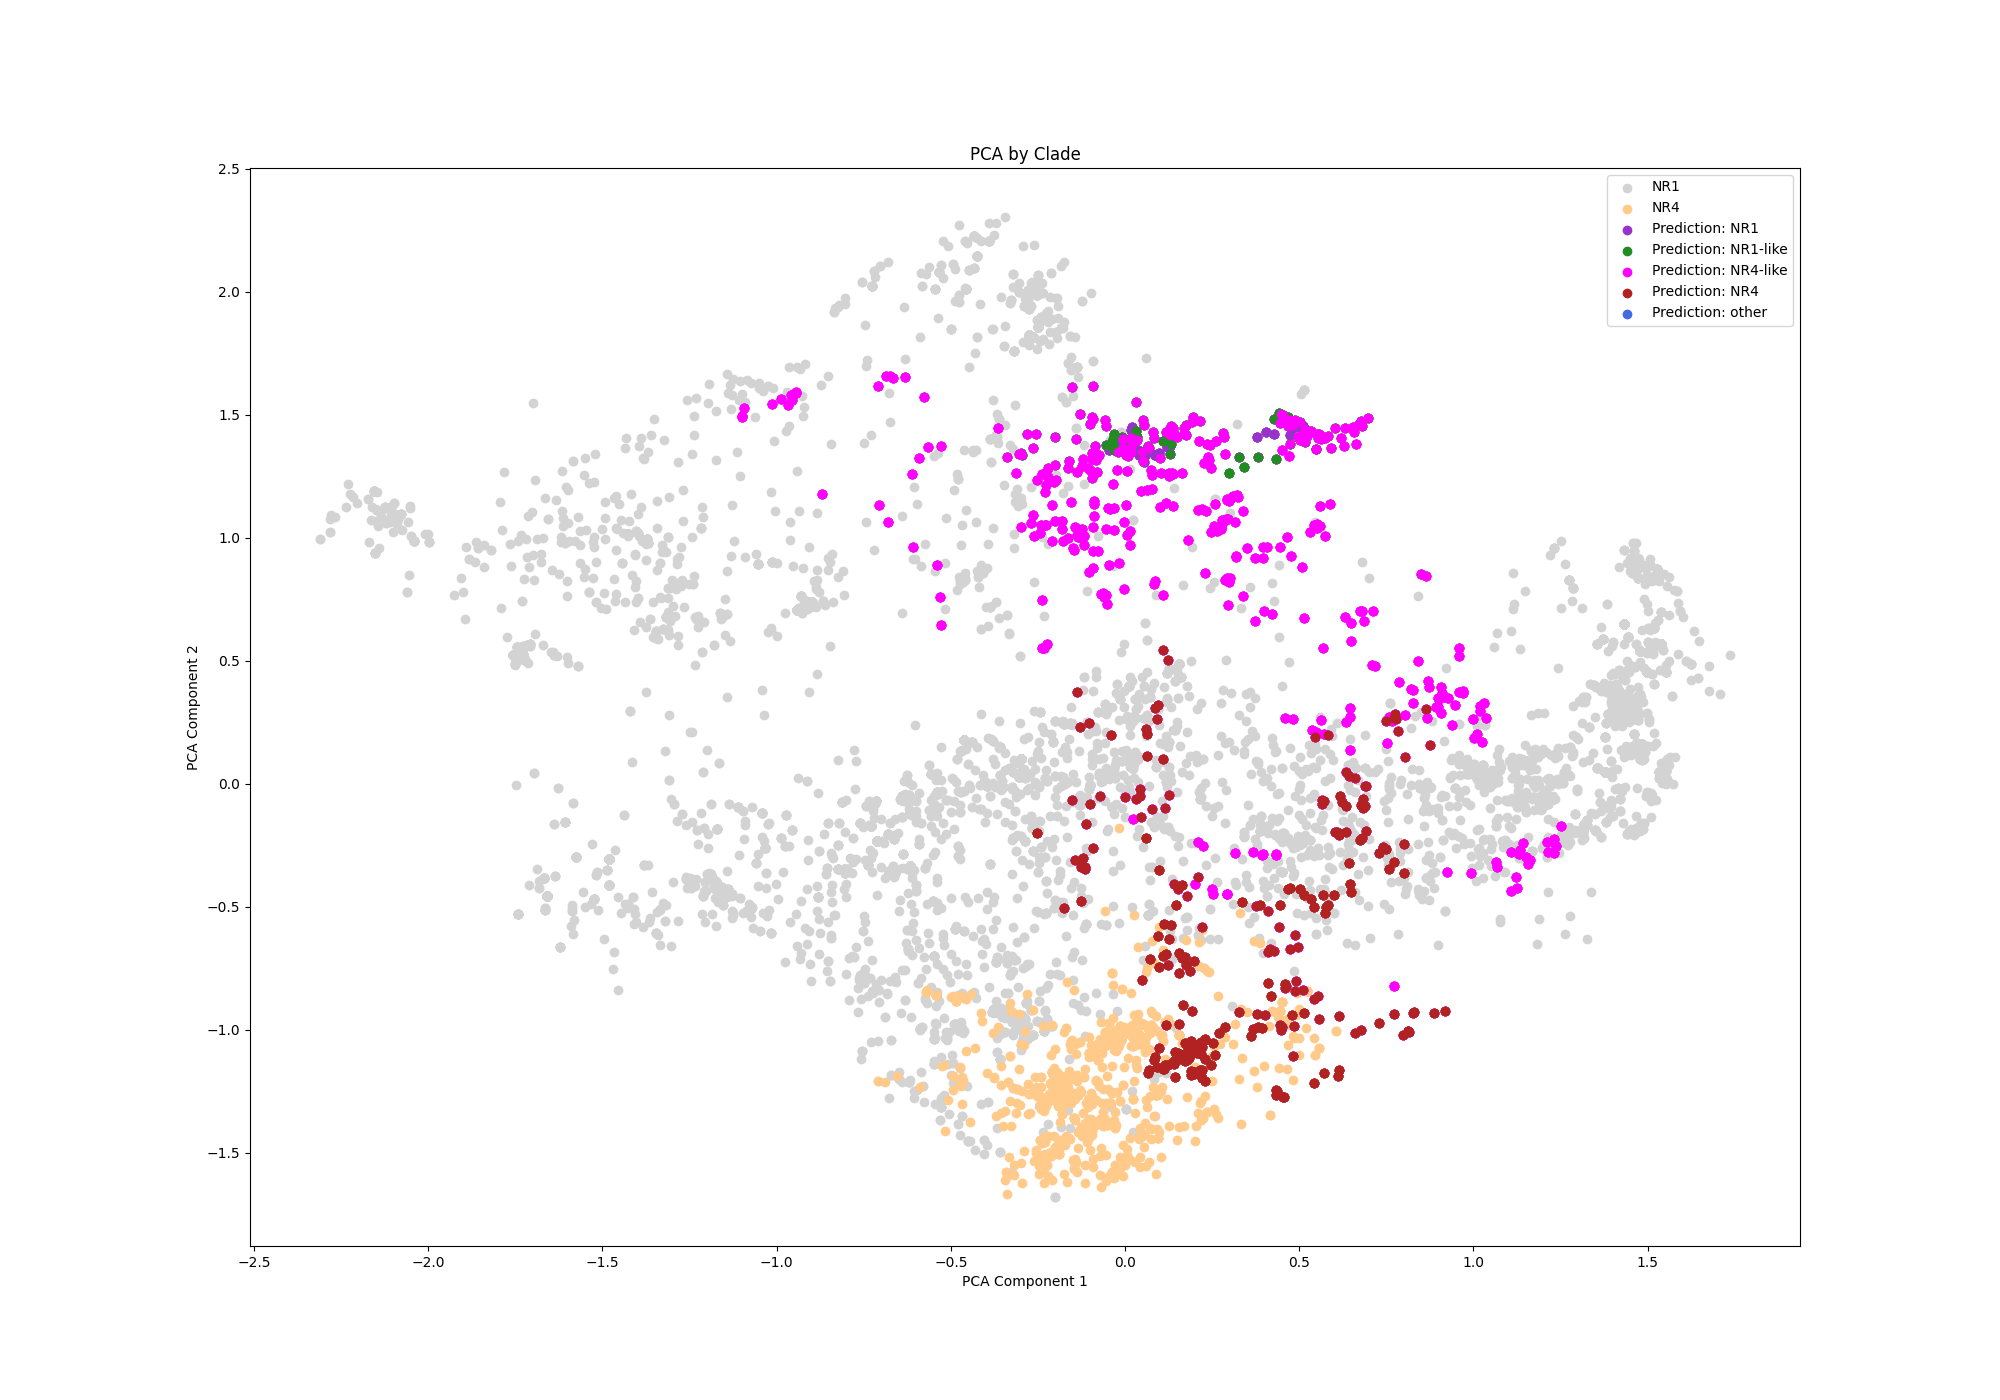 PCA by Clade
2.5
2.0
1.5
1.0
0.5
0.0
−0.5
−1.0
−1.5
PCA Component 2
NR1
NR4
Prediction: NR1
Prediction: NR1-like
Prediction: NR4-like
Prediction: NR4
Prediction: other
−2.5 −2.0 −1.5 −1.0 −0.5 0.0 0.5 1.0 1.5
PCA Component 1